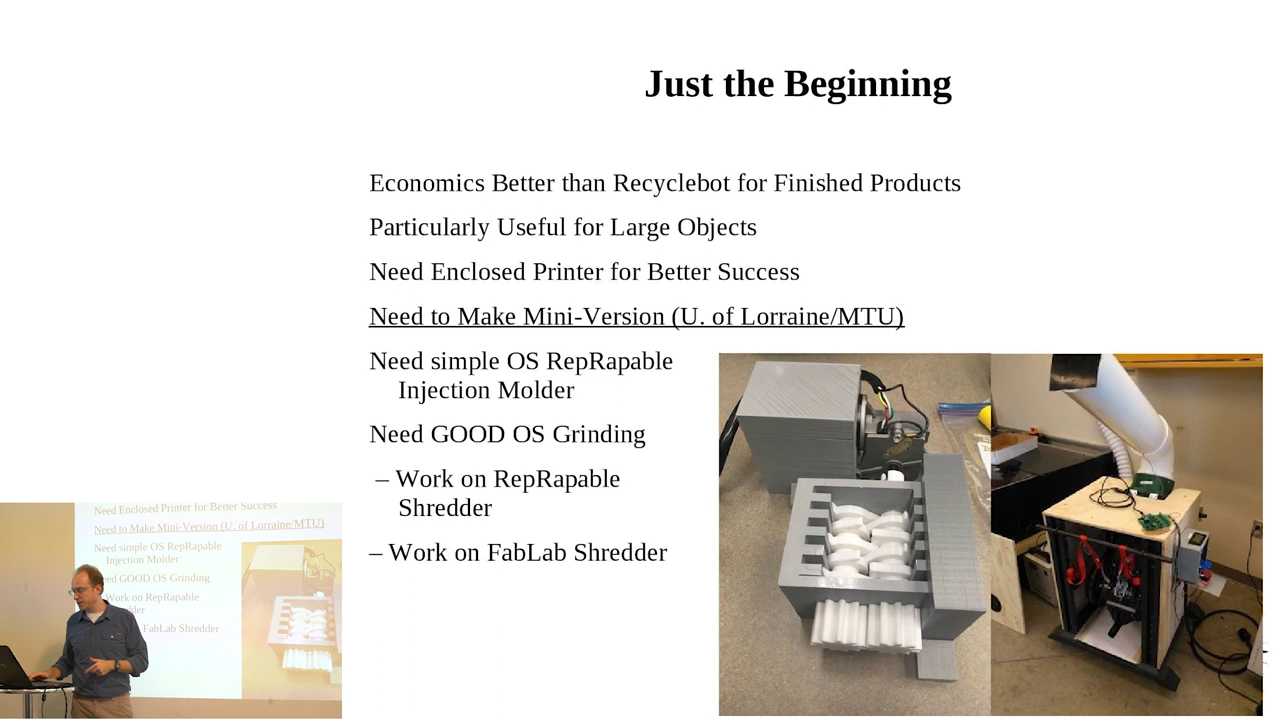 Just the Beginning
Economics Better than Recyclebot for Finished Products
Particularly Useful for Large Objects
Need Enclosed Printer for Better Success
Need to Make Mini-Version (U. of Lorraine/MTU)
Need simple OS RepRapable
Injection Molder
Need GOOD OS Grinding
– Work on RepRapable
Shredder
– Work on FabLab Shredder
Need Enclosed Printer for Better Success
Need to Make Mini-Version (U. of Lorraine/MTU)
Need simple OS RepRapable
Injection Molder
GOOD OS Grinding
Work on RepRapable
FabLab Shredder